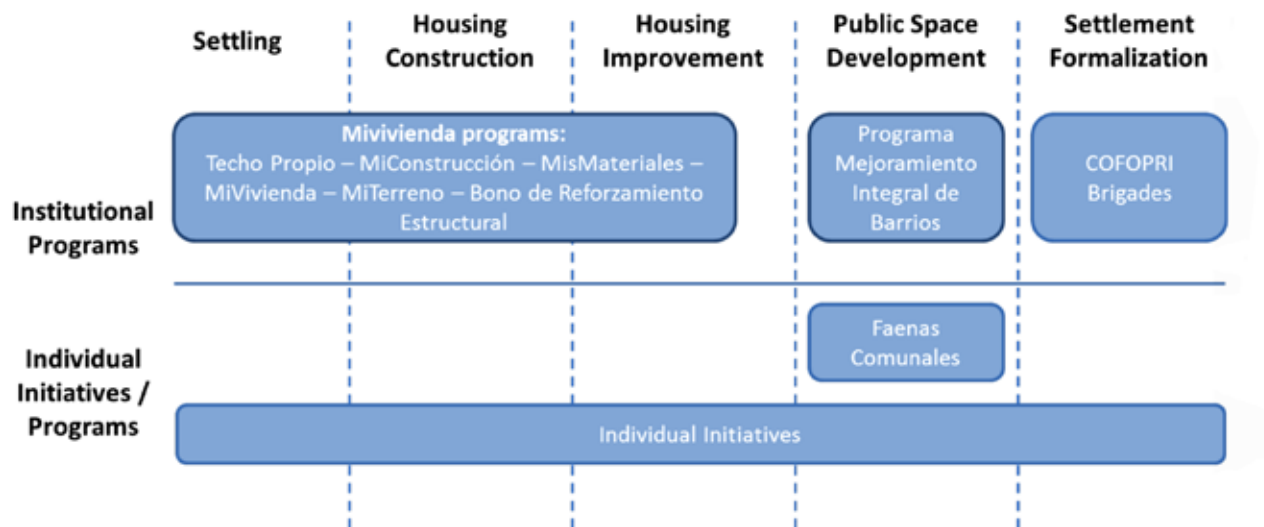 Settling
Housing
Construction
Housing
Improvement
Public Space
Development
Settlement
Formalization
Institutional
Programs
Mivivienda programs:
Techo Propio – MiConstrucción – MisMateriales –
MiVivienda – MiTerreno – Bono de Reforzamiento
Estructural
Programa
Mejoramiento
Integral de
Barrios
COFOPRI
Brigades
Individual
Initiatives /
Programs
Faenas
Comunales
Individual Initiatives